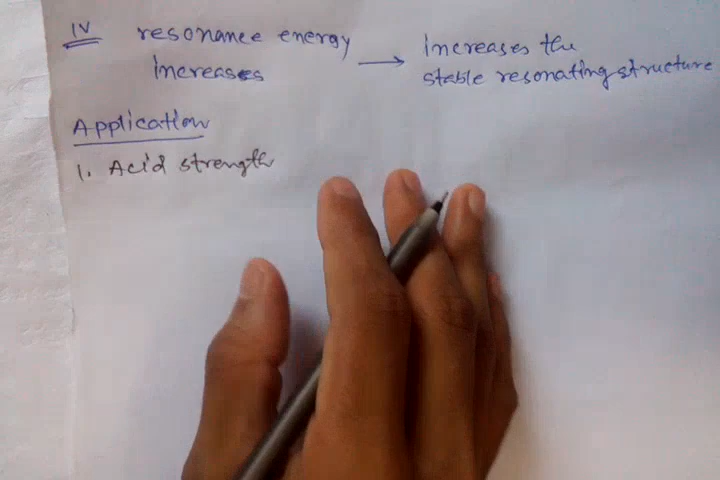 IV resonance energy increases → increases the
stable resonating structure
Application
1. Acid strength